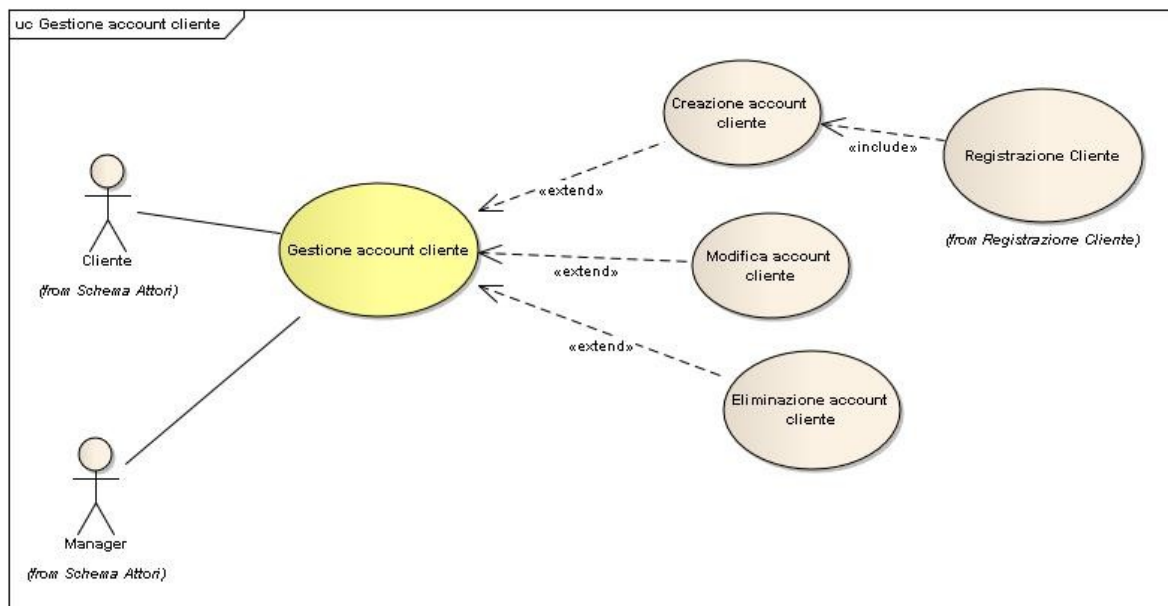 uc Gestione account cliente
Creazione account
cliente
«include»
Registrazione Cliente
(from Registrazione Cliente)
«extend»
Cliente
(from Schema Attori)
Gestione account cliente
«extend»
Modifica account
cliente
«extend»
Eliminazione account
cliente
Manager
(from Schema Attori)